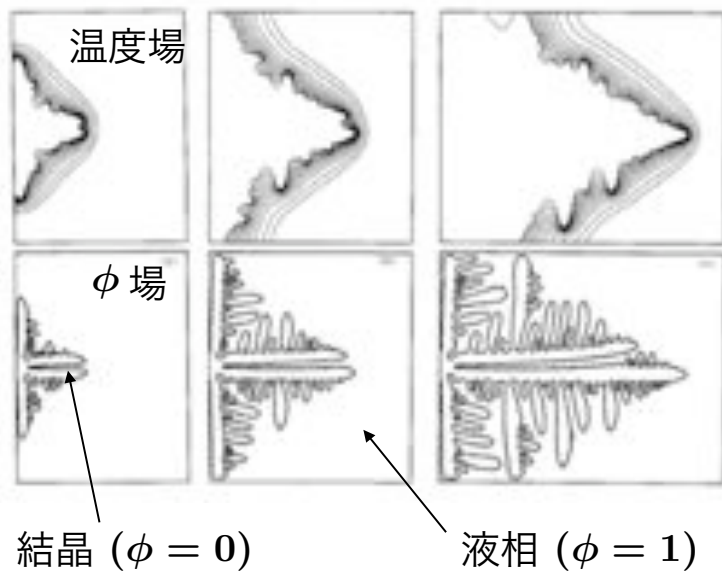 温度場
φ 場
結晶 (φ = 0)
液相 (φ = 1)